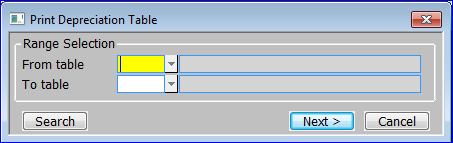 Print Depreciation Table
Range Selection
From table
To table
Search Next > Cancel